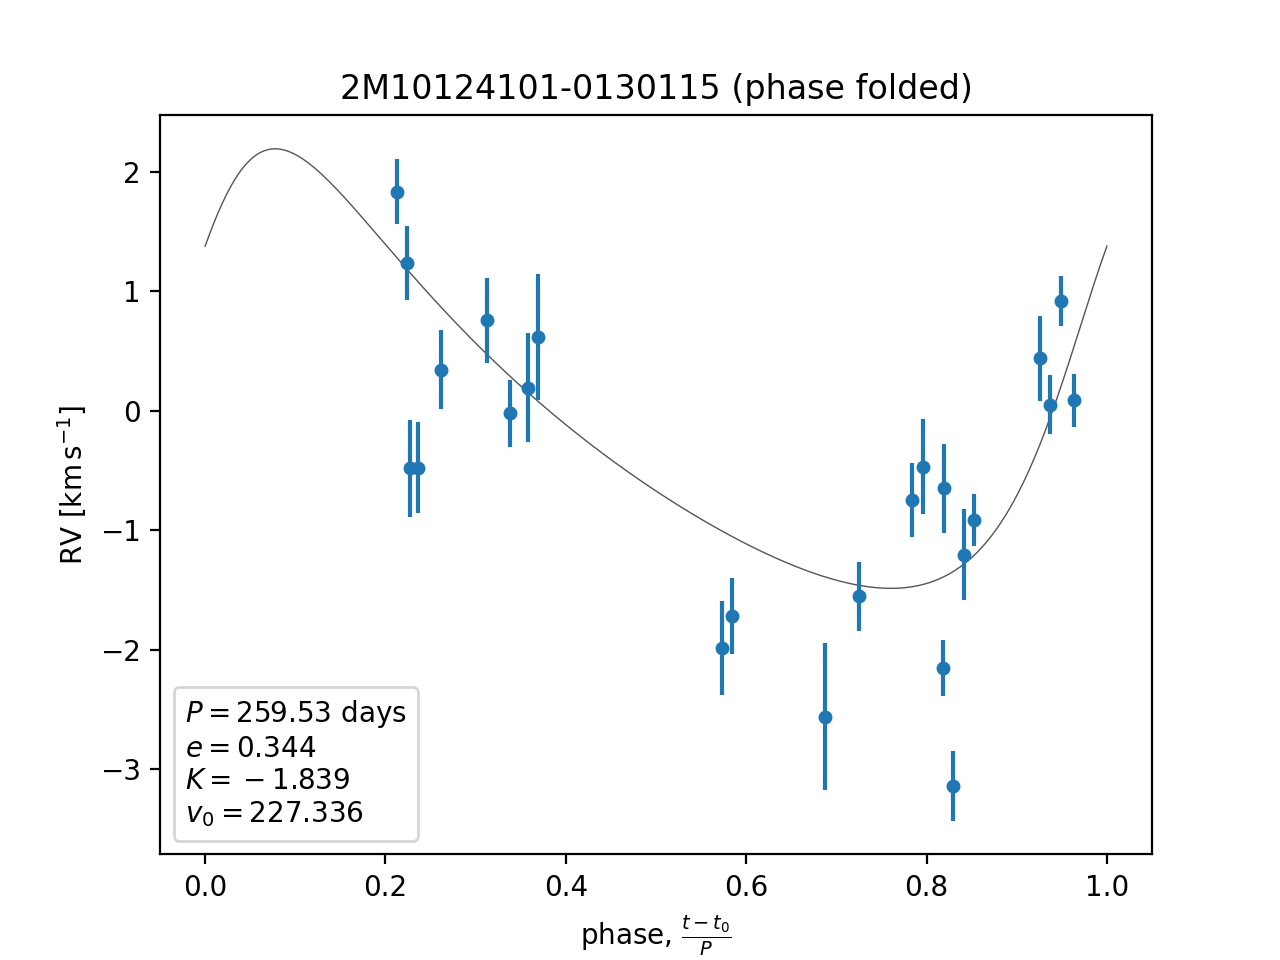 2M10124101-0130115 (phase folded)
RV [km s⁻¹]
2
1
0
−1
−2
−3
P = 259.53 days
e = 0.344
K = −1.839
v₀ = 227.336
0.0 0.2 0.4 0.6 0.8 1.0
phase, (t − t₀)/P